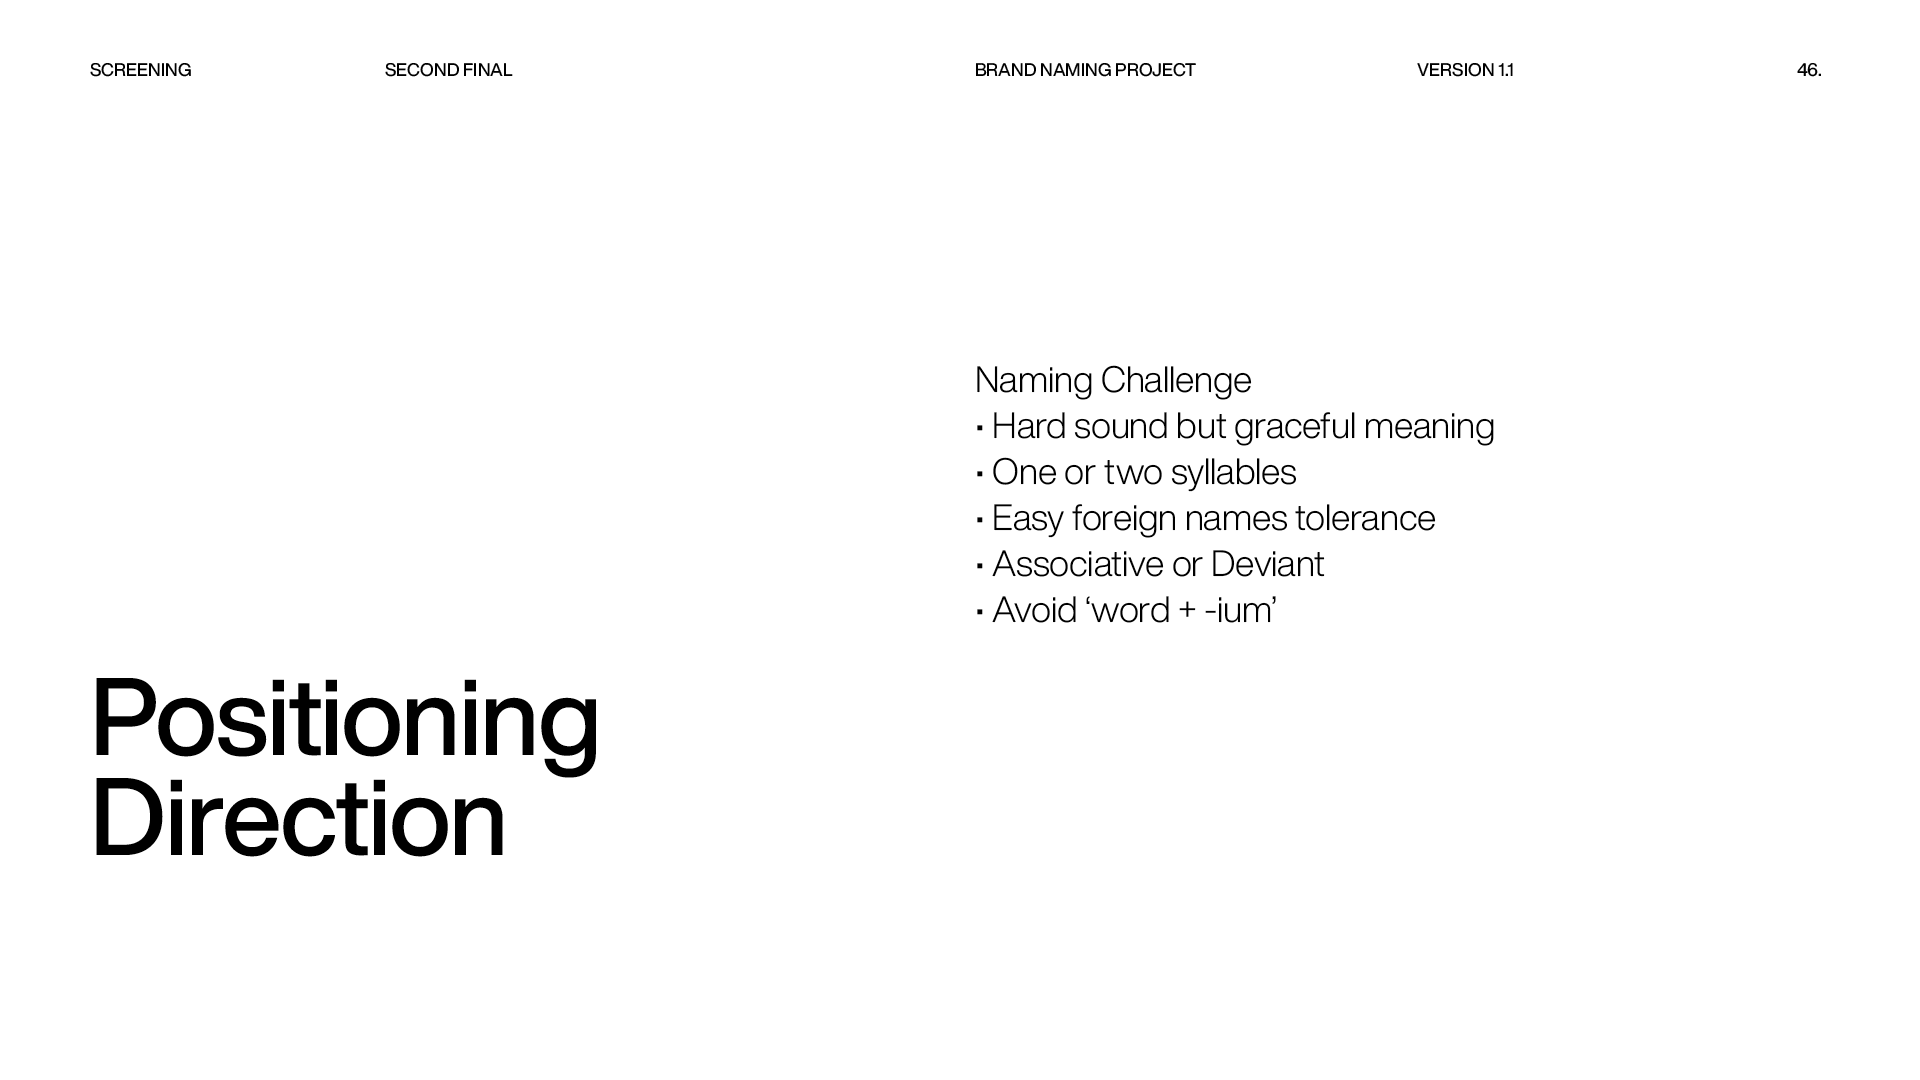 SCREENING
SECOND FINAL
BRAND NAMING PROJECT
VERSION 1.1
46.
Naming Challenge
· Hard sound but graceful meaning
· One or two syllables
· Easy foreign names tolerance
· Associative or Deviant
· Avoid ‘word + -ium’
Positioning
Direction